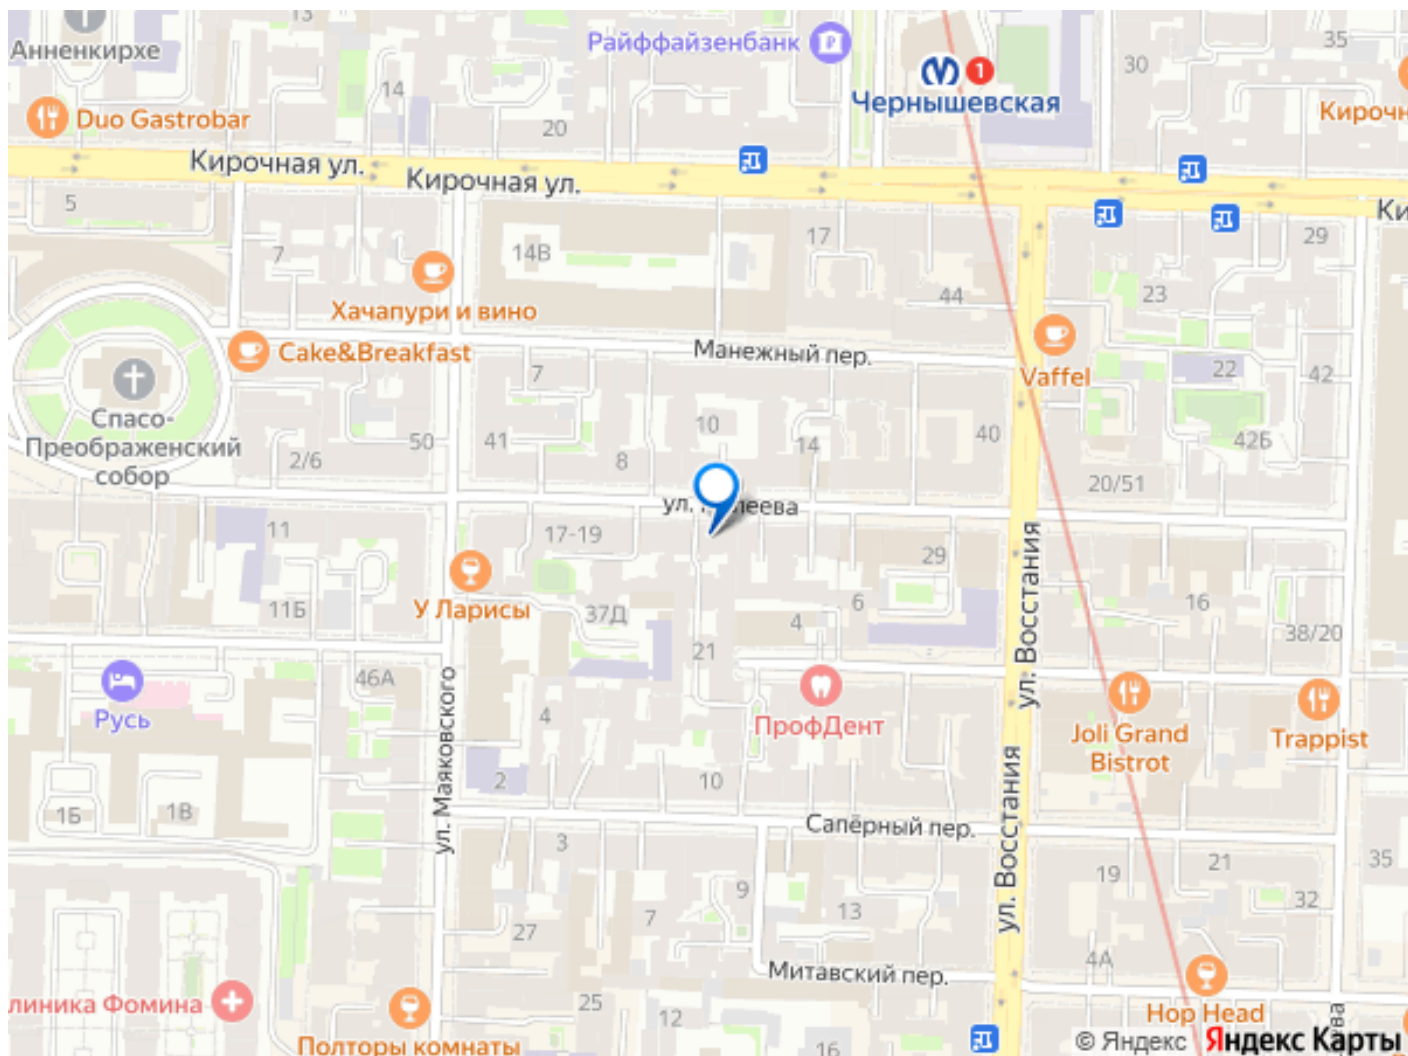 Анненкирхе
Райффайзенбанк
35
30
1
Чернышевская
14
Duo Gastrobar
20
Кирочн
Кирочная ул.
Кирочная ул.
5
Ки
7
14В
17
29
Хачапури и вино
44
23
Cake&Breakfast
Манежный пер.
Vaffel
7
22
42
Спасо-
Преображенский
собор
50
41
10
14
40
42Б
2/6
8
20/51
ул.
11
17-19
29
11Б
У Ларисы
37Д
4
6
ул. Восстания
16
38/20
21
46А
Русь
ул. Маяковского
4
ПрофДент
Joli Grand
Bistrot
Trappist
2
10
1Б
1В
Сапёрный пер.
ул. Восстания
3
19
21
35
9
32
7
13
27
4А
Митавский пер.
линика Фомина
25
12
Hop Head
ева
Полторы комнаты
16
© Яндекс Яндекс Карты